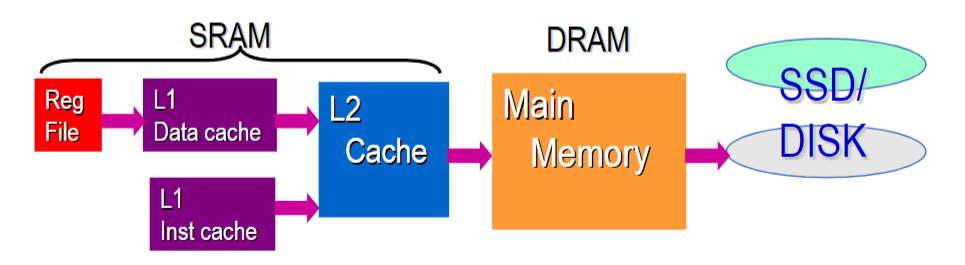 SRAM
DRAM
Reg
File
L1
Data cache
L2
Cache
Main
Memory
SSD/
DISK
L1
Inst cache